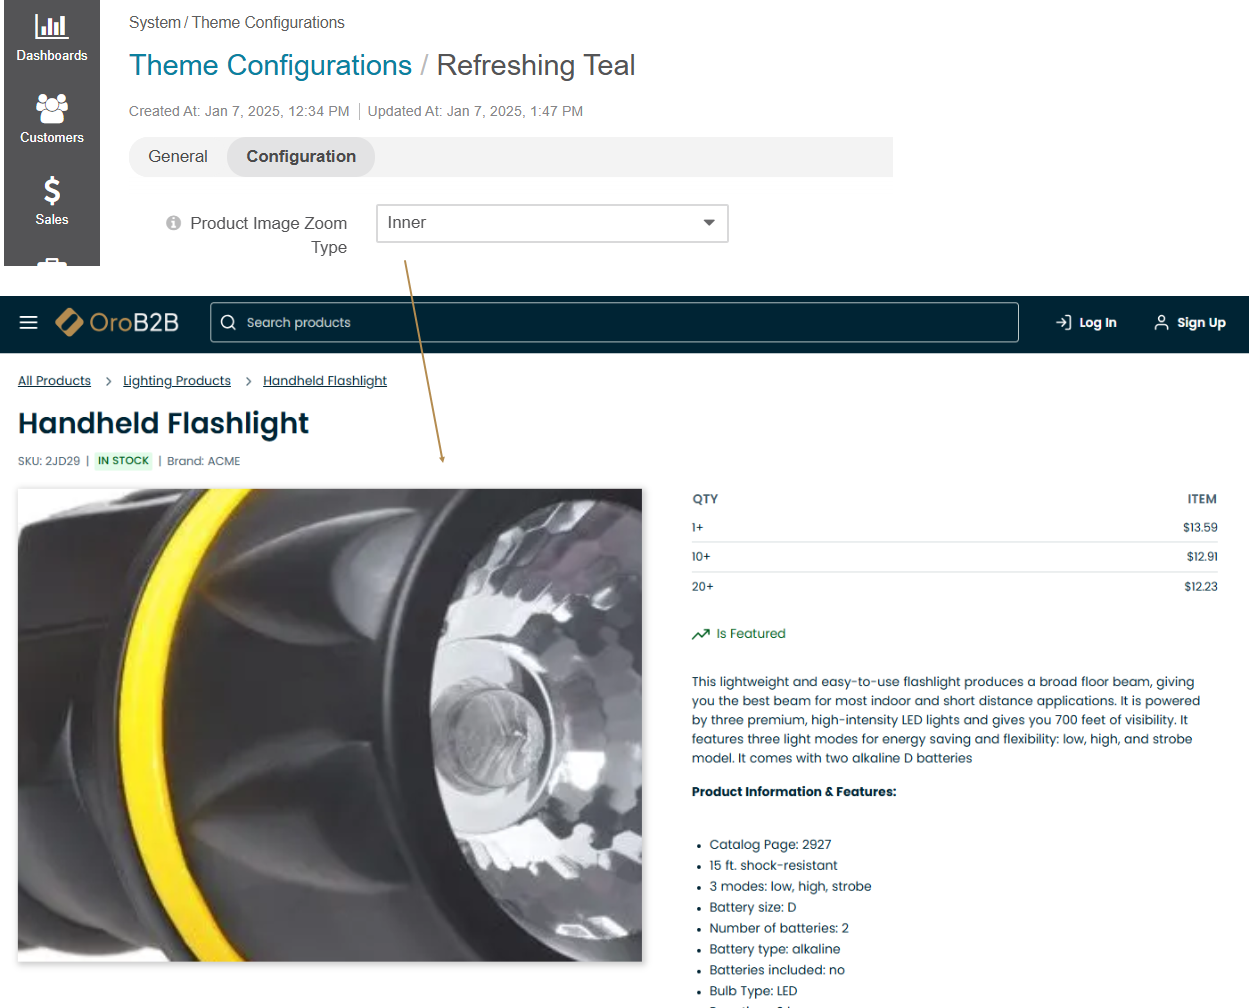 Dashboards
Customers
Sales
System / Theme Configurations
Theme Configurations / Refreshing Teal
Created At: Jan 7, 2025, 12:34 PM | Updated At: Jan 7, 2025, 1:47 PM
General Configuration
Product Image Zoom
Type
Inner
OroB2B
Search products
Log In
Sign Up
All Products > Lighting Products > Handheld Flashlight
Handheld Flashlight
SKU: 2JD29 | IN STOCK | Brand: ACME
QTY ITEM
1+ $13.59
10+ $12.91
20+ $12.23
Is Featured
This lightweight and easy-to-use flashlight produces a broad floor beam, giving
you the best beam for most indoor and short distance applications. It is powered
by three premium, high-intensity LED lights and gives you 700 feet of visibility. It
features three light modes for energy saving and flexibility: low, high, and strobe
model. It comes with two alkaline D batteries
Product Information & Features:
• Catalog Page: 2927
• 15 ft. shock-resistant
• 3 modes: low, high, strobe
• Battery size: D
• Number of batteries: 2
• Battery type: alkaline
• Batteries included: no
• Bulb Type: LED